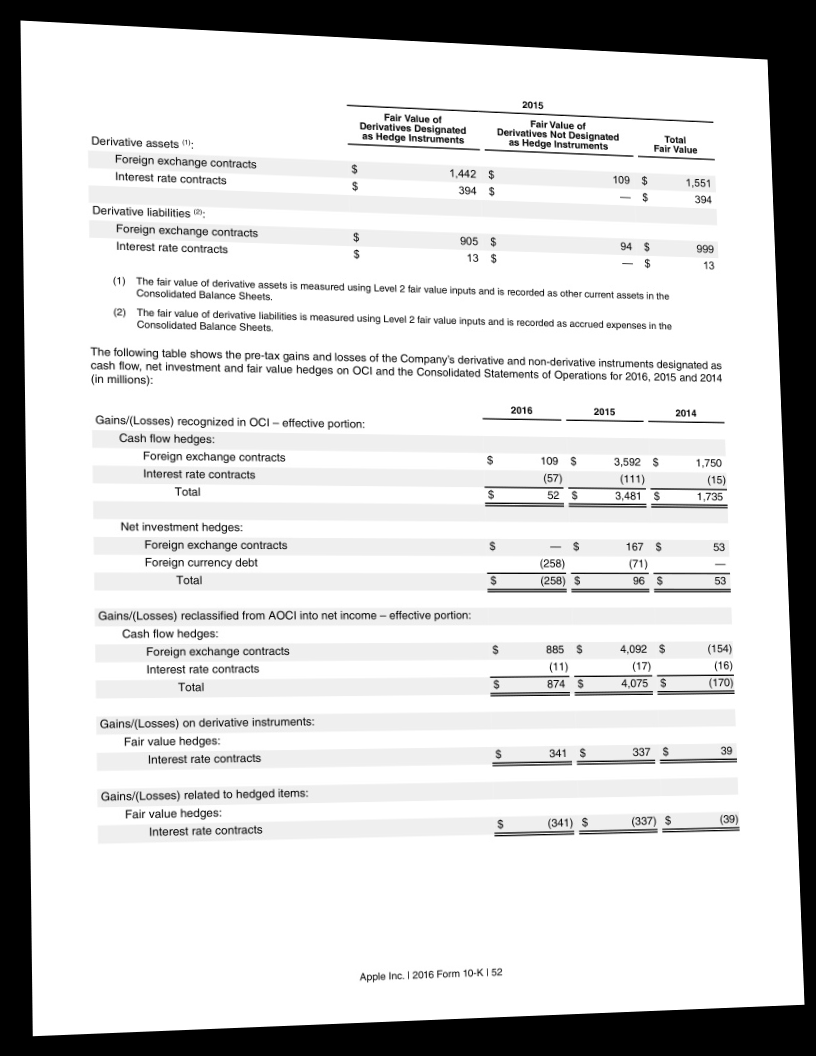 2015
Fair Value of Derivatives Designated as Hedge Instruments Fair Value of Derivatives Not Designated as Hedge Instruments Total Fair Value
Derivative assets (1):
Foreign exchange contracts $ 1,442 $ 109 $ 1,551
Interest rate contracts $ 394 $ — $ 394
Derivative liabilities (2):
Foreign exchange contracts $ 905 $ 94 $ 999
Interest rate contracts $ 13 $ — $ 13
(1) The fair value of derivative assets is measured using Level 2 fair value inputs and is recorded as other current assets in the
Consolidated Balance Sheets.
(2) The fair value of derivative liabilities is measured using Level 2 fair value inputs and is recorded as accrued expenses in the
Consolidated Balance Sheets.
The following table shows the pre-tax gains and losses of the Company's derivative and non-derivative instruments designated as
cash flow, net investment and fair value hedges on OCI and the Consolidated Statements of Operations for 2016, 2015 and 2014
(in millions):
2016 2015 2014
Gains/(Losses) recognized in OCI – effective portion:
Cash flow hedges:
Foreign exchange contracts $ 109 $ 3,592 $ 1,750
Interest rate contracts (57) (111) (15)
Total $ 52 $ 3,481 $ 1,735
Net investment hedges:
Foreign exchange contracts $ — $ 167 $ 53
Foreign currency debt (258) (71) —
Total $ (258) $ 96 $ 53
Gains/(Losses) reclassified from AOCI into net income – effective portion:
Cash flow hedges:
Foreign exchange contracts $ 885 $ 4,092 $ (154)
Interest rate contracts (11) (17) (16)
Total $ 874 $ 4,075 $ (170)
Gains/(Losses) on derivative instruments:
Fair value hedges:
Interest rate contracts $ 341 $ 337 $ 39
Gains/(Losses) related to hedged items:
Fair value hedges:
Interest rate contracts $ (341) $ (337) $ (39)
Apple Inc. | 2016 Form 10-K | 52